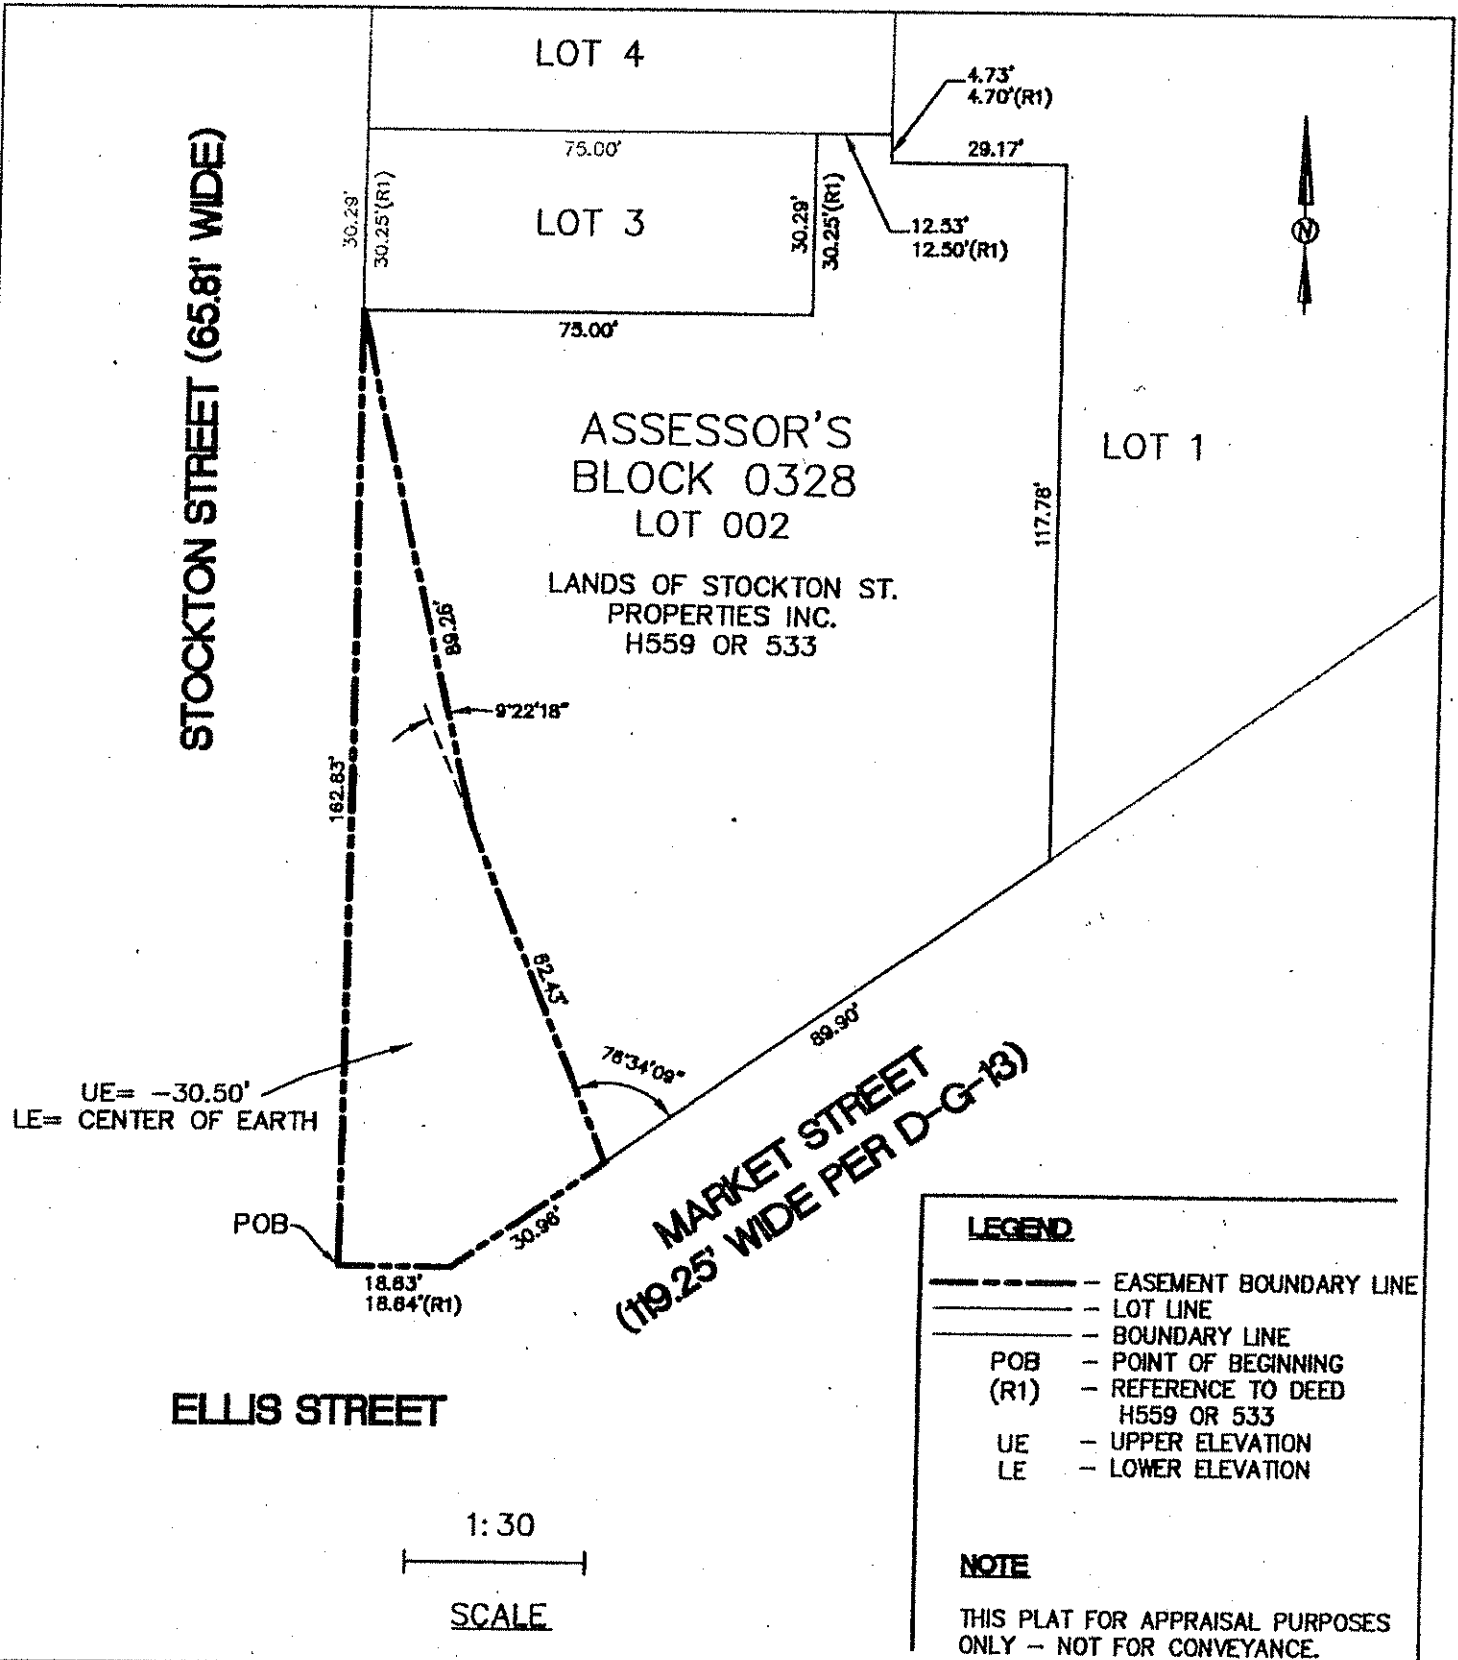 LOT 4
4.73'
4.70'(R1)
75.00'
29.17'
STOCKTON STREET (65.81' WIDE)
30.29'
30.25'(R1)
LOT 3
30.29'
30.25'(R1)
12.53'
12.50'(R1)
N
75.00'
ASSESSOR'S
BLOCK 0328
LOT 002
LOT 1
117.78'
LANDS OF STOCKTON ST.
PROPERTIES INC.
H559 OR 533
89.26'
9°22'18"
162.83'
62.43'
89.90'
78°34'09"
UE= -30.50'
LE= CENTER OF EARTH
MARKET STREET
(119.25' WIDE PER D-G-13)
POB
30.96'
18.63'
18.64'(R1)
ELLIS STREET
LEGEND
- EASEMENT BOUNDARY LINE
- LOT LINE
- BOUNDARY LINE
POB - POINT OF BEGINNING
(R1) - REFERENCE TO DEED
H559 OR 533
UE - UPPER ELEVATION
LE - LOWER ELEVATION
1:30
SCALE
NOTE
THIS PLAT FOR APPRAISAL PURPOSES
ONLY - NOT FOR CONVEYANCE.